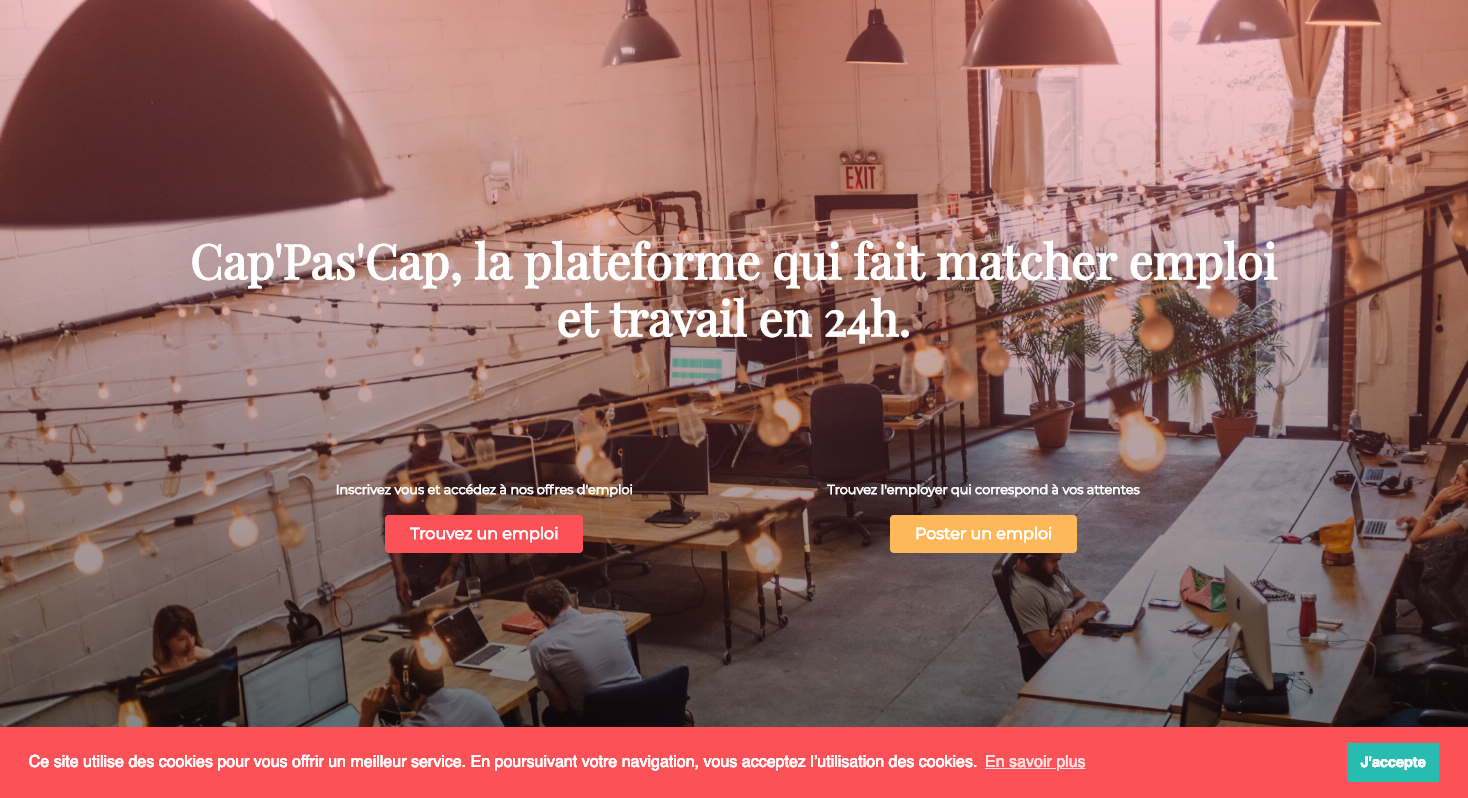 EXIT
Cap'Pas'Cap, la plateforme qui fait matcher emploi
et travail en 24h.
Inscrivez vous et accédez à nos offres d'emploi
Trouvez l'employer qui correspond à vos attentes
Trouvez un emploi
Poster un emploi
Ce site utilise des cookies pour vous offrir un meilleur service. En poursuivant votre navigation, vous acceptez l'utilisation des cookies. En savoir plus
J'accepte